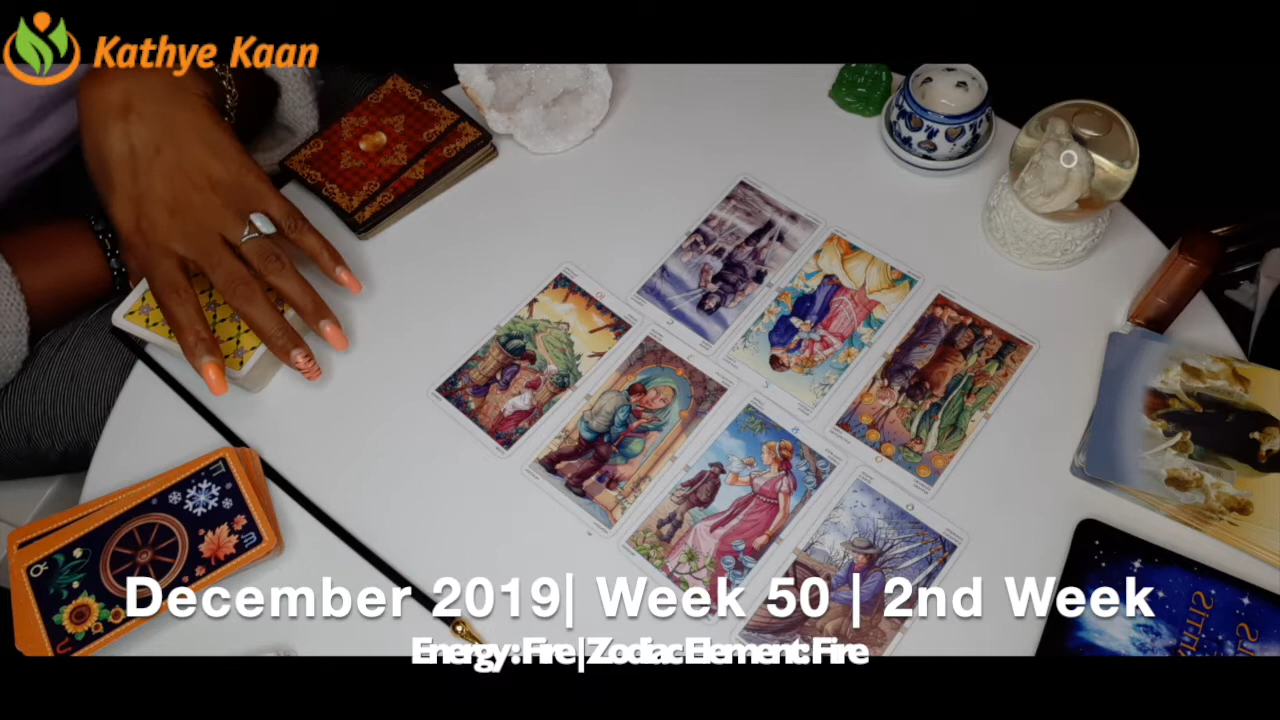 Kathye Kaan
December 2019| Week 50 | 2nd Week
Energy: Fire | Zodiac Element: Fire